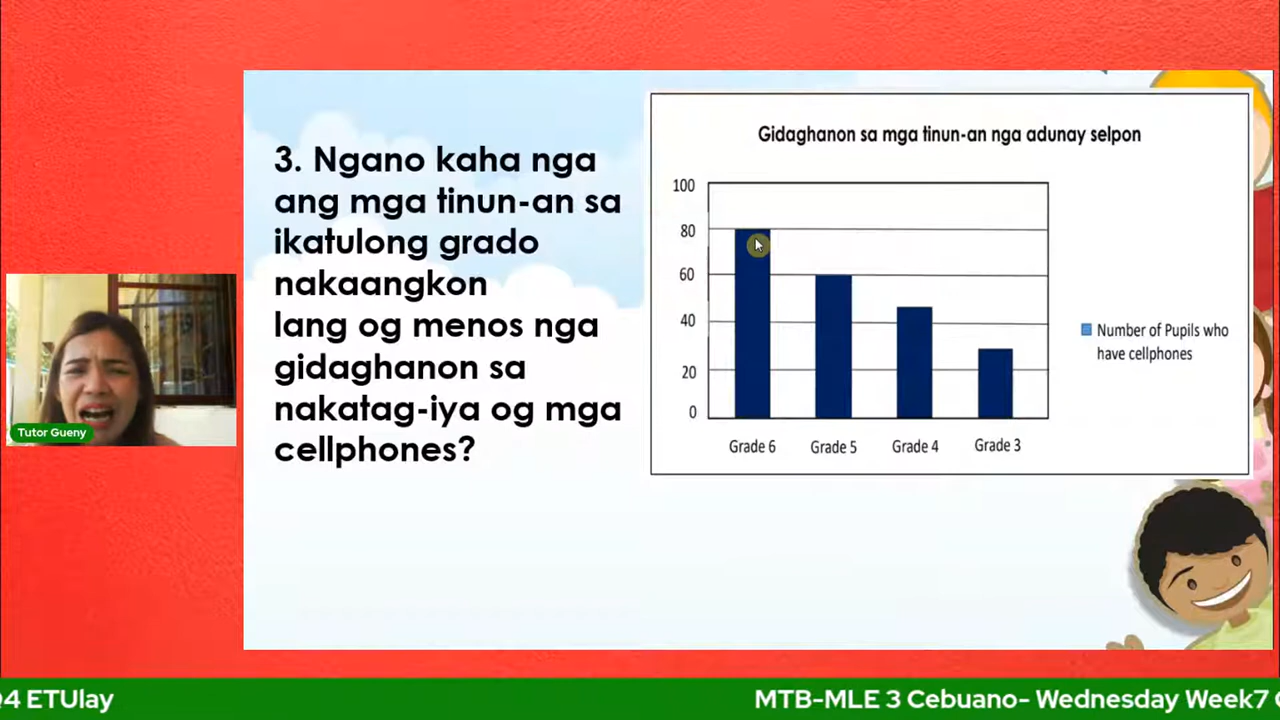 3. Ngano kaha nga
ang mga tinun-an sa
ikatulong grado
nakaangkon
lang og menos nga
gidaghanon sa
nakatag-iya og mga
cellphones?
Gidaghanon sa mga tinun-an nga adunay selpon
100
80
60
40
20
0
Grade 6 Grade 5 Grade 4 Grade 3
Number of Pupils who
have cellphones
Tutor Gueny
4 ETUlay
MTB-MLE 3 Cebuano- Wednesday Week7